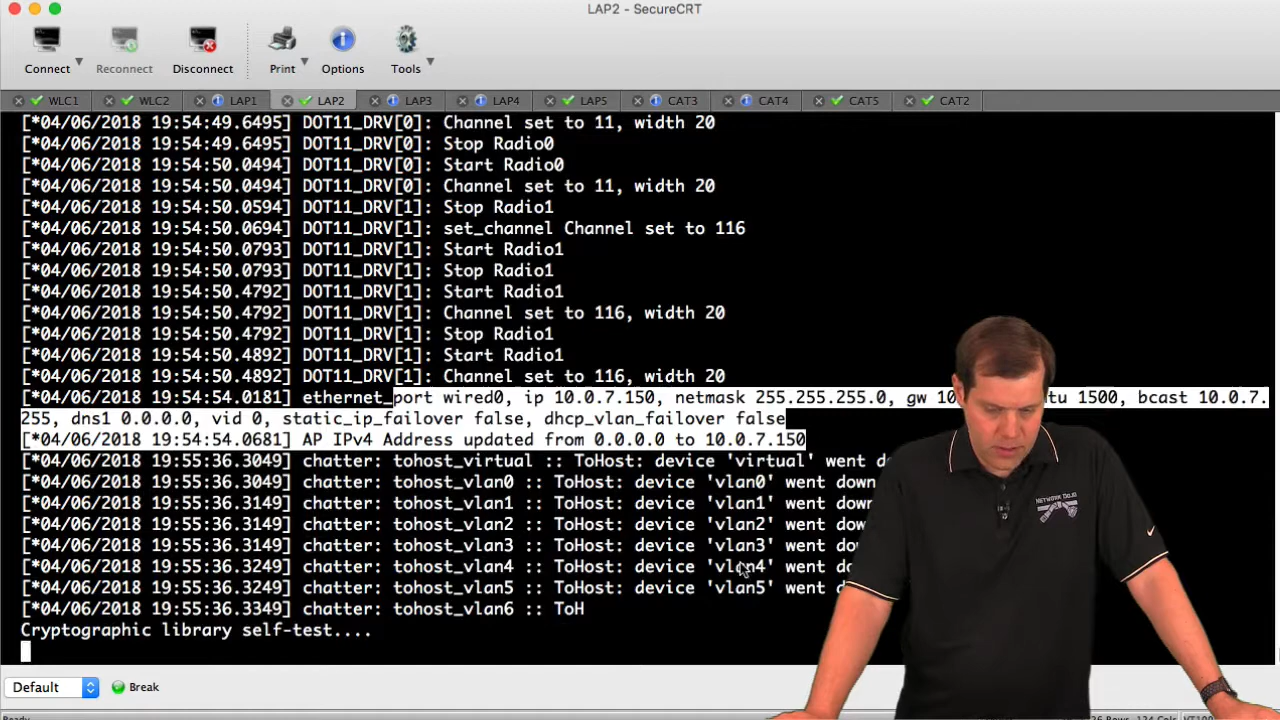 LAP2 - SecureCRT
Connect Reconnect Disconnect Print Options Tools
WLC1 WLC2 LAP1 LAP2 LAP3 LAP4 LAP5 CAT3 CAT4 CAT5 CAT2
[*04/06/2018 19:54:49.6495] DOT11_DRV[0]: Channel set to 11, width 20
[*04/06/2018 19:54:49.6495] DOT11_DRV[0]: Stop Radio0
[*04/06/2018 19:54:50.0494] DOT11_DRV[0]: Start Radio0
[*04/06/2018 19:54:50.0494] DOT11_DRV[0]: Channel set to 11, width 20
[*04/06/2018 19:54:50.0594] DOT11_DRV[1]: Stop Radio1
[*04/06/2018 19:54:50.0694] DOT11_DRV[1]: set_channel Channel set to 116
[*04/06/2018 19:54:50.0793] DOT11_DRV[1]: Start Radio1
[*04/06/2018 19:54:50.0793] DOT11_DRV[1]: Stop Radio1
[*04/06/2018 19:54:50.4792] DOT11_DRV[1]: Start Radio1
[*04/06/2018 19:54:50.4792] DOT11_DRV[1]: Channel set to 116, width 20
[*04/06/2018 19:54:50.4792] DOT11_DRV[1]: Stop Radio1
[*04/06/2018 19:54:50.4892] DOT11_DRV[1]: Start Radio1
[*04/06/2018 19:54:50.4892] DOT11_DRV[1]: Channel set to 116, width 20
[*04/06/2018 19:54:54.0181] ethernet_port wired0, ip 10.0.7.150, netmask 255.255.255.0, gw 10 tu 1500, bcast 10.0.7.
255, dns1 0.0.0.0, vid 0, static_ip_failover false, dhcp_vlan_failover false
[*04/06/2018 19:54:54.0681] AP IPv4 Address updated from 0.0.0.0 to 10.0.7.150
[*04/06/2018 19:55:36.3049] chatter: tohost_virtual :: ToHost: device 'virtual' went
[*04/06/2018 19:55:36.3049] chatter: tohost_vlan0 :: ToHost: device 'vlan0' went down
[*04/06/2018 19:55:36.3149] chatter: tohost_vlan1 :: ToHost: device 'vlan1' went down
[*04/06/2018 19:55:36.3149] chatter: tohost_vlan2 :: ToHost: device 'vlan2' went down
[*04/06/2018 19:55:36.3149] chatter: tohost_vlan3 :: ToHost: device 'vlan3' went
[*04/06/2018 19:55:36.3249] chatter: tohost_vlan4 :: ToHost: device 'vlan4' went
[*04/06/2018 19:55:36.3249] chatter: tohost_vlan5 :: ToHost: device 'vlan5' went
[*04/06/2018 19:55:36.3349] chatter: tohost_vlan6 :: ToH
Cryptographic library self-test....
NETWORK DOJO
Default Break